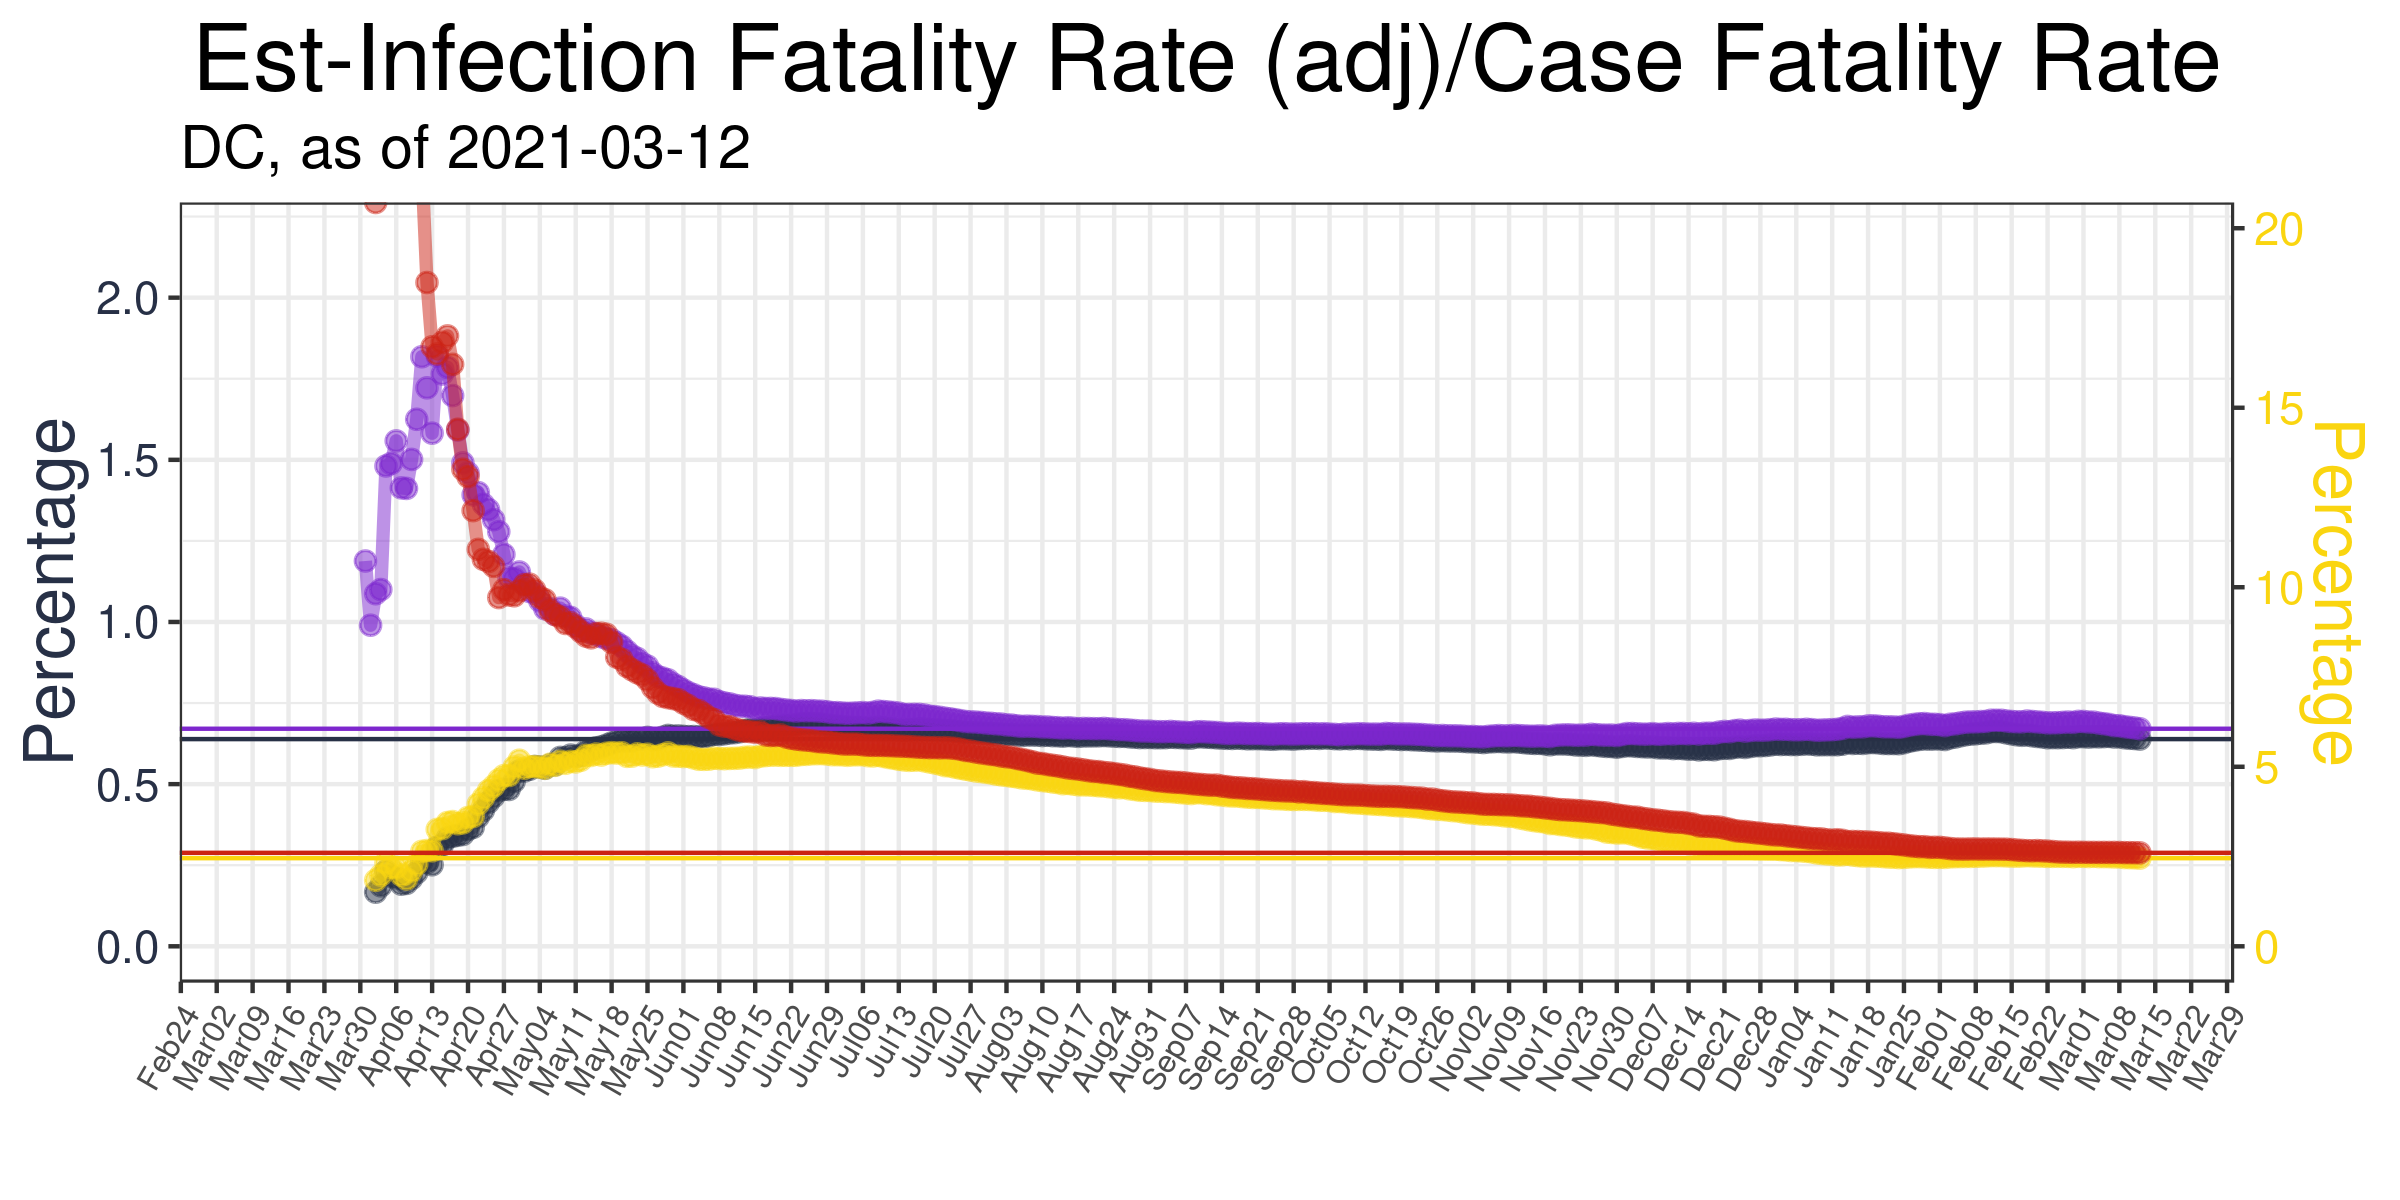 Est-Infection Fatality Rate (adj)/Case Fatality Rate
DC, as of 2021-03-12
Percentage
2.0
1.5
1.0
0.5
0.0
20
15
10
5
0
Percentage
Feb24
Mar02
Mar09
Mar16
Mar23
Mar30
Apr06
Apr13
Apr20
Apr27
May04
May11
May18
May25
Jun01
Jun08
Jun15
Jun22
Jun29
Jul06
Jul13
Jul20
Jul27
Aug03
Aug10
Aug17
Aug24
Aug31
Sep07
Sep14
Sep21
Sep28
Oct05
Oct12
Oct19
Oct26
Nov02
Nov09
Nov16
Nov23
Nov30
Dec07
Dec14
Dec21
Dec28
Jan04
Jan11
Jan18
Jan25
Feb01
Feb08
Feb15
Feb22
Mar01
Mar08
Mar15
Mar22
Mar29